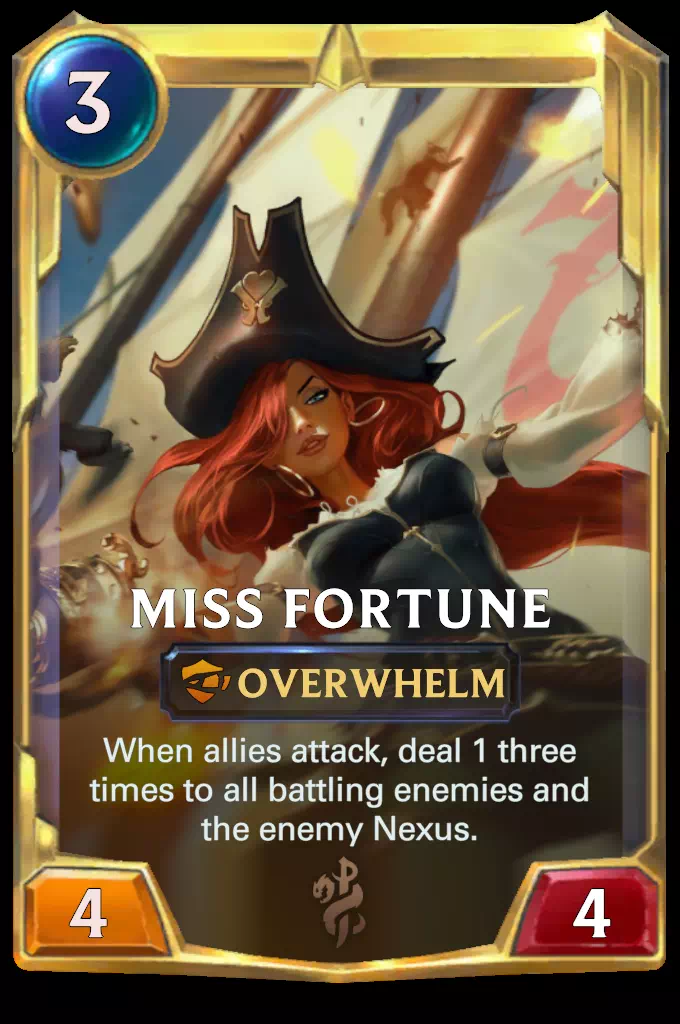 3
MISS FORTUNE
OVERWHELM
When allies attack, deal 1 three
times to all battling enemies and
the enemy Nexus.
4
4